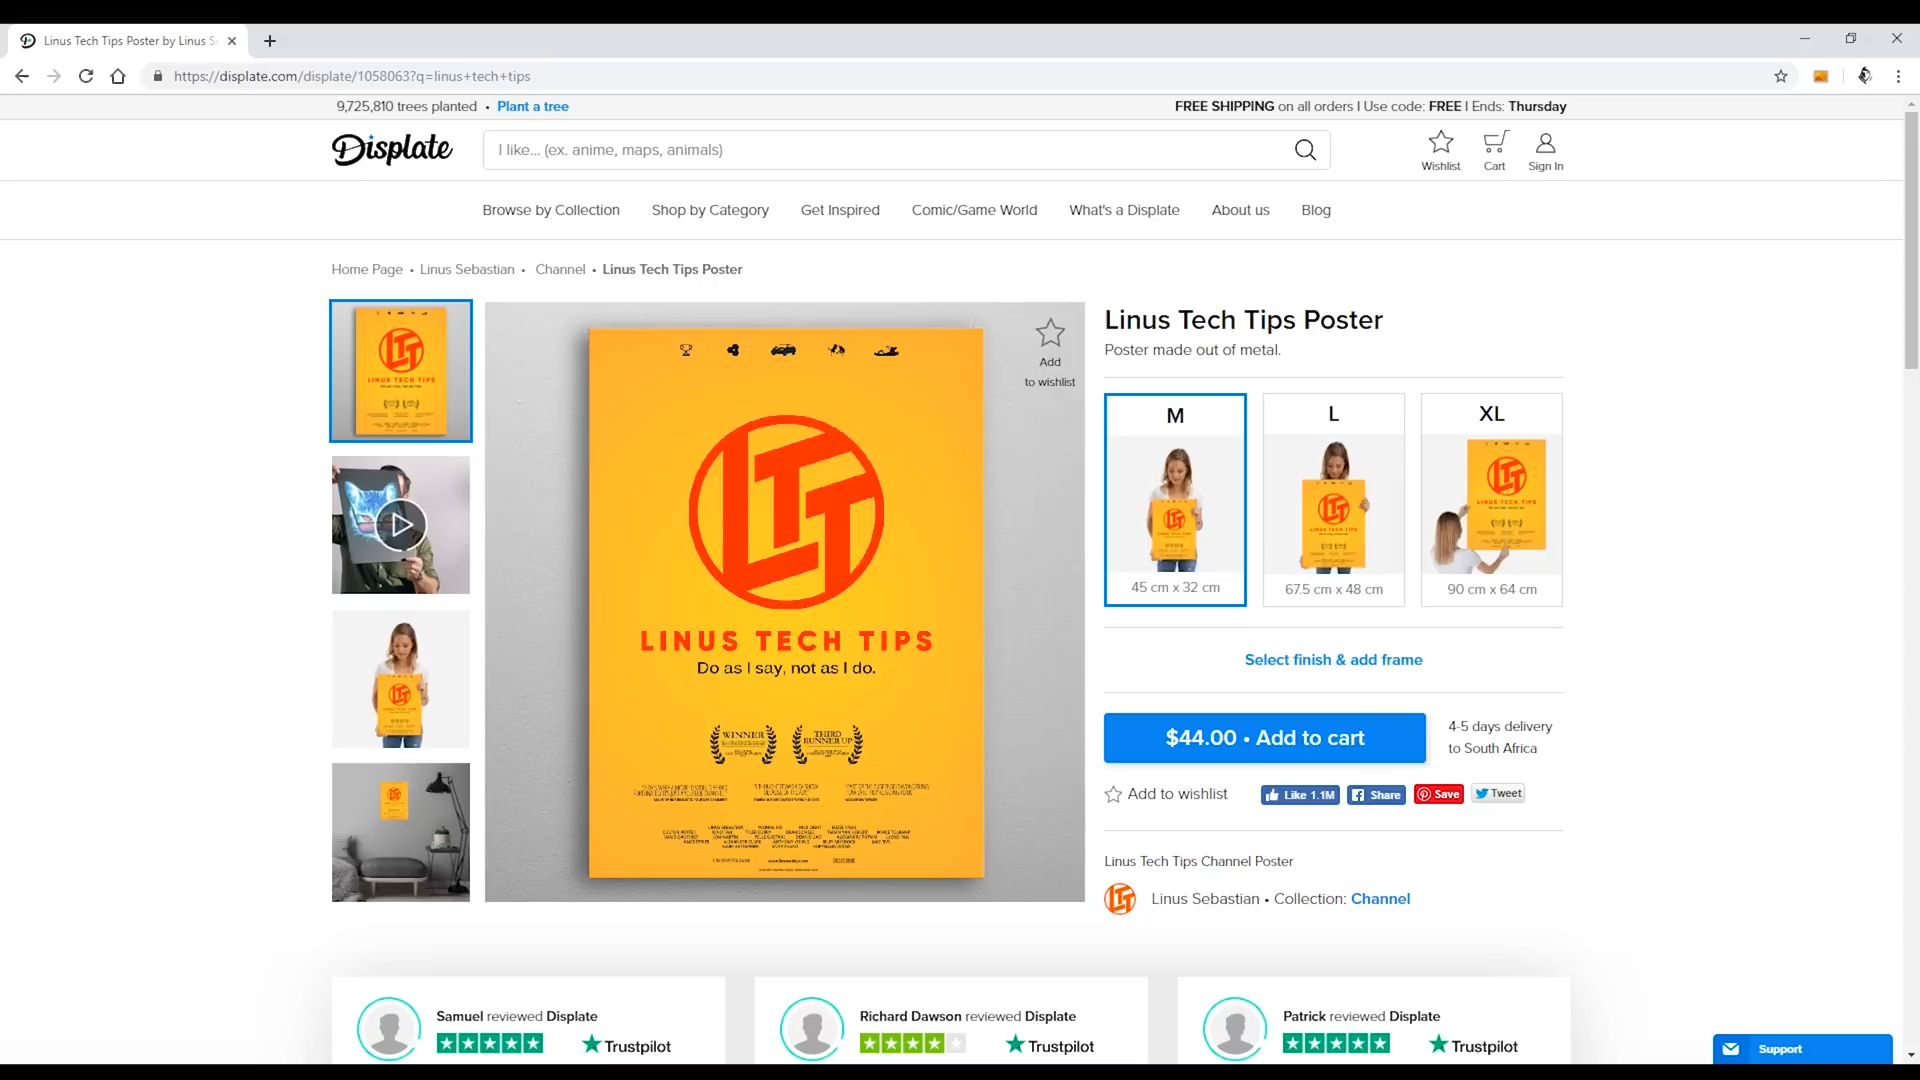 Linus Tech Tips Poster by Linus S
https://displate.com/displate/1058063?q=linus+tech+tips
9,725,810 trees planted • Plant a tree
FREE SHIPPING on all orders | Use code: FREE | Ends: Thursday
Displate
I like... (ex. anime, maps, animals)
Wishlist
Cart
Sign In
Browse by Collection
Shop by Category
Get Inspired
Comic/Game World
What's a Displate
About us
Blog
Home Page • Linus Sebastian • Channel • Linus Tech Tips Poster
Add
to wishlist
LTT
LINUS TECH TIPS
Do as I say, not as I do.
WINNER
THIRD
RUNNER UP
Linus Tech Tips Poster
Poster made out of metal.
M
L
XL
45 cm x 32 cm
67.5 cm x 48 cm
90 cm x 64 cm
Select finish & add frame
$44.00 • Add to cart
4-5 days delivery
to South Africa
Add to wishlist
Like 1.1M
Share
Save
Tweet
Linus Tech Tips Channel Poster
Linus Sebastian • Collection: Channel
Samuel reviewed Displate
Trustpilot
Richard Dawson reviewed Displate
Trustpilot
Patrick reviewed Displate
Trustpilot
Support